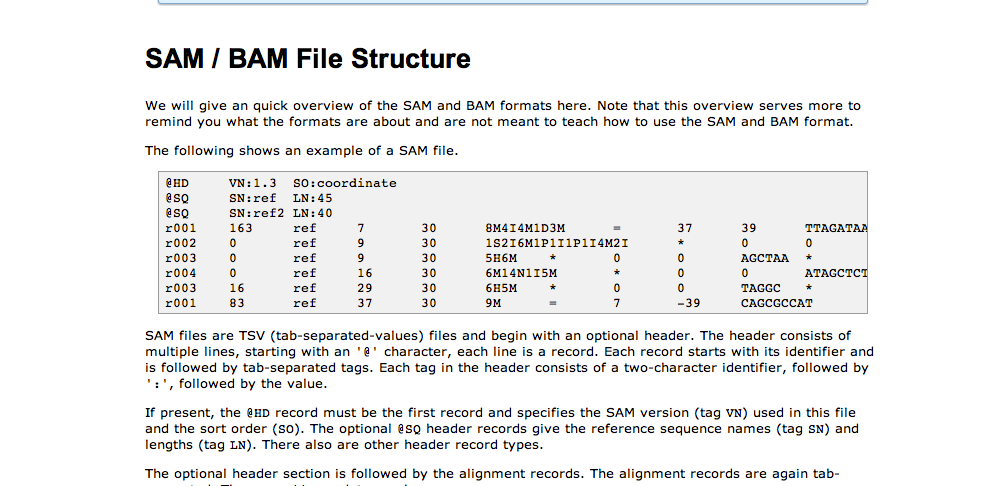 SAM / BAM File Structure
We will give an quick overview of the SAM and BAM formats here. Note that this overview serves more to
remind you what the formats are about and are not meant to teach how to use the SAM and BAM format.
The following shows an example of a SAM file.
@HD VN:1.3 SO:coordinate
@SQ SN:ref LN:45
@SQ SN:ref2 LN:40
r001 163 ref 7 30 8M4I4M1D3M = 37 39 TTAGATAA
r002 0 ref 9 30 1S2I6M1P1I1P1I4M2I * 0 0
r003 0 ref 9 30 5H6M * 0 0 AGCTAA *
r004 0 ref 16 30 6M14N1I5M * 0 0 ATAGCTCT
r003 16 ref 29 30 6H5M * 0 0 TAGGC *
r001 83 ref 37 30 9M = 7 -39 CAGCGCCAT
SAM files are TSV (tab-separated-values) files and begin with an optional header. The header consists of
multiple lines, starting with an '@' character, each line is a record. Each record starts with its identifier and
is followed by tab-separated tags. Each tag in the header consists of a two-character identifier, followed by
':', followed by the value.
If present, the @HD record must be the first record and specifies the SAM version (tag VN) used in this file
and the sort order (SO). The optional @SQ header records give the reference sequence names (tag SN) and
lengths (tag LN). There also are other header record types.
The optional header section is followed by the alignment records. The alignment records are again tab-